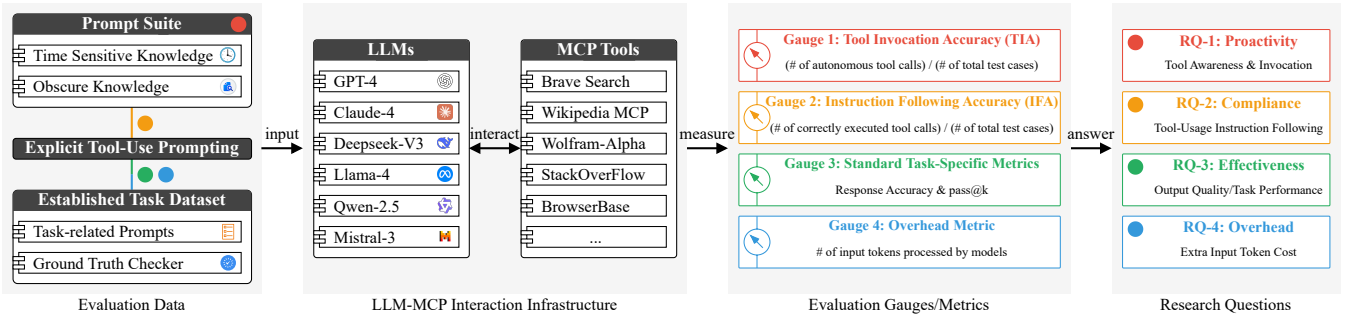 Prompt Suite
Time Sensitive Knowledge
Obscure Knowledge
Explicit Tool-Use Prompting
Established Task Dataset
Task-related Prompts
Ground Truth Checker
Evaluation Data
input
LLMs
GPT-4
Claude-4
Deepseek-V3
Llama-4
Qwen-2.5
Mistral-3
interact
MCP Tools
Brave Search
Wikipedia MCP
Wolfram-Alpha
StackOverFlow
BrowserBase
...
LLM-MCP Interaction Infrastructure
measure
Gauge 1: Tool Invocation Accuracy (TIA)
(# of autonomous tool calls) / (# of total test cases)
Gauge 2: Instruction Following Accuracy (IFA)
(# of correctly executed tool calls) / (# of total test cases)
Gauge 3: Standard Task-Specific Metrics
Response Accuracy & pass@k
Gauge 4: Overhead Metric
# of input tokens processed by models
Evaluation Gauges/Metrics
answer
RQ-1: Proactivity
Tool Awareness & Invocation
RQ-2: Compliance
Tool-Usage Instruction Following
RQ-3: Effectiveness
Output Quality/Task Performance
RQ-4: Overhead
Extra Input Token Cost
Research Questions